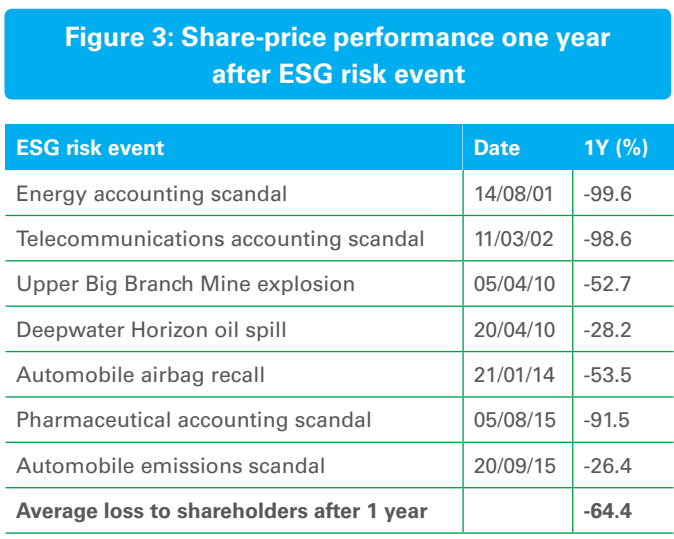 Figure 3: Share-price performance one year
after ESG risk event
ESG risk event Date 1Y (%)
Energy accounting scandal 14/08/01 -99.6
Telecommunications accounting scandal 11/03/02 -98.6
Upper Big Branch Mine explosion 05/04/10 -52.7
Deepwater Horizon oil spill 20/04/10 -28.2
Automobile airbag recall 21/01/14 -53.5
Pharmaceutical accounting scandal 05/08/15 -91.5
Automobile emissions scandal 20/09/15 -26.4
Average loss to shareholders after 1 year -64.4